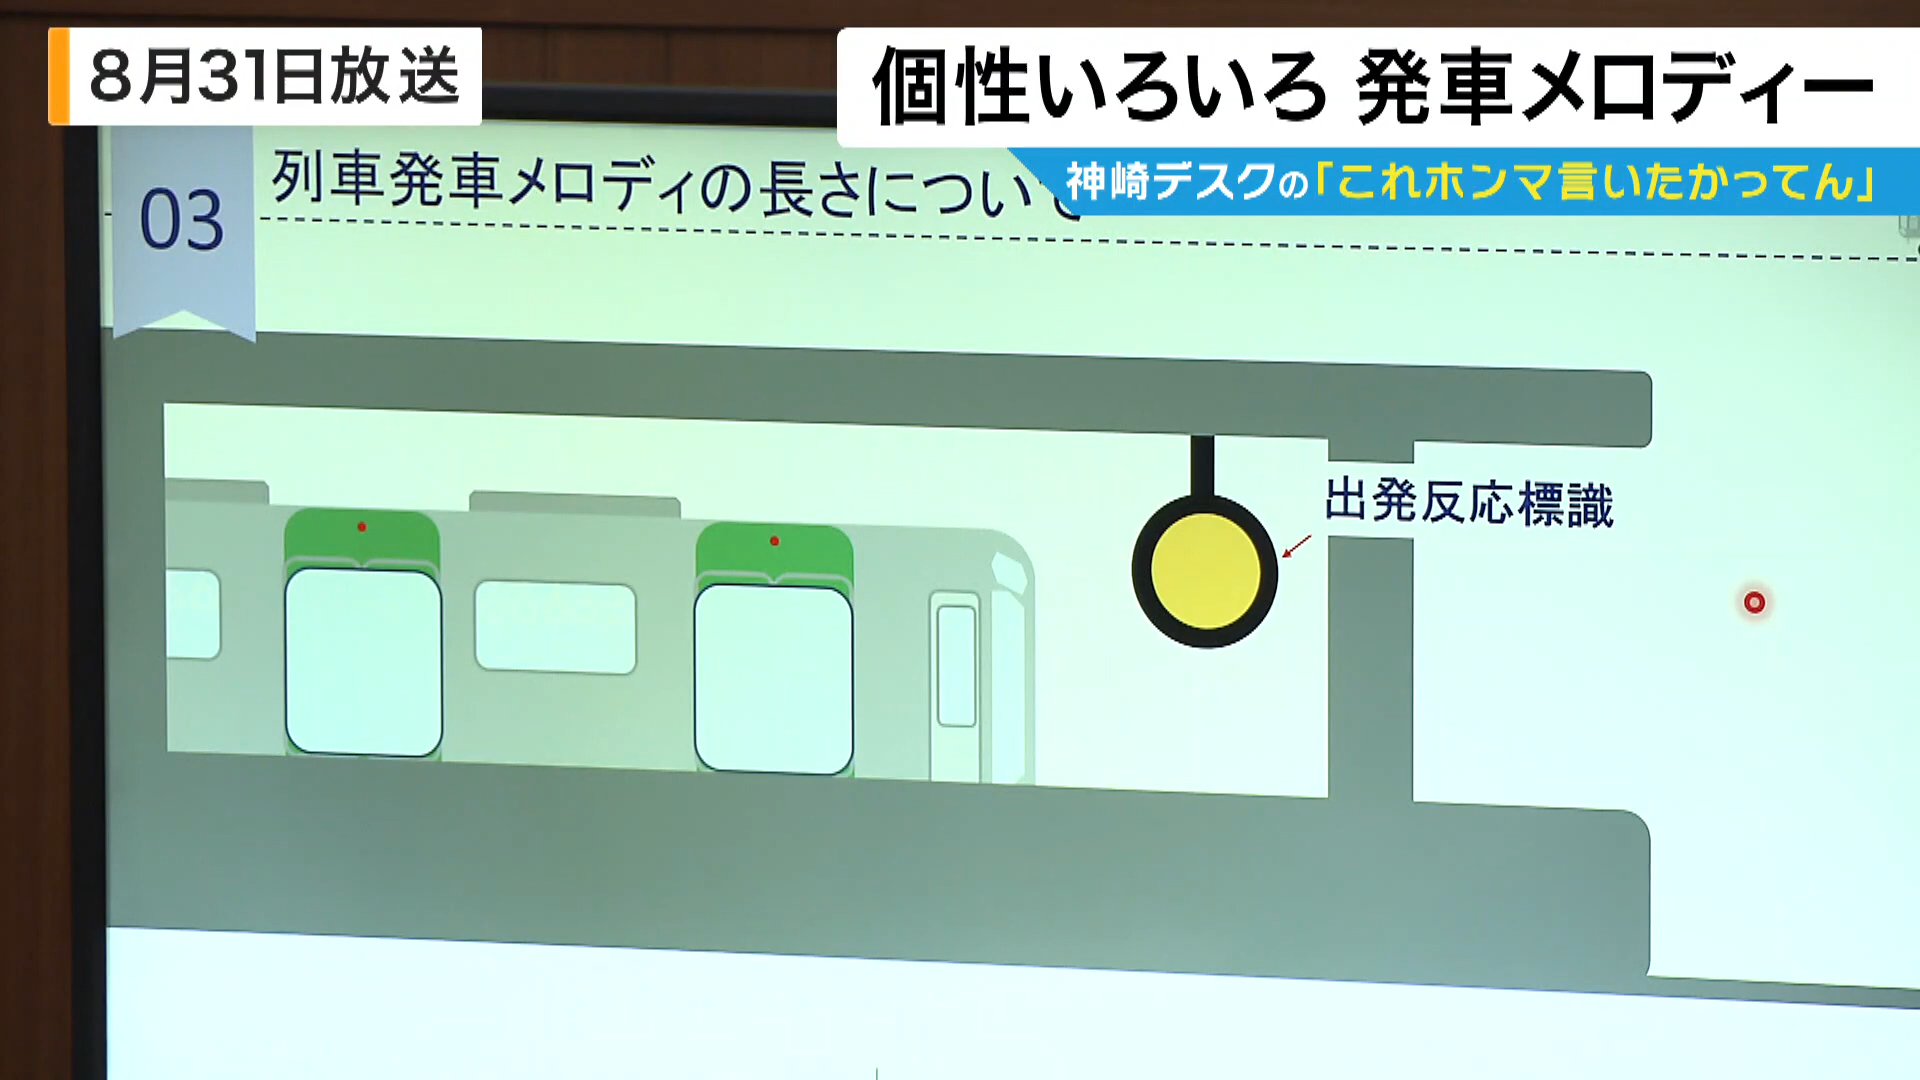 8月31日放送
個性いろいろ 発車メロディー
神崎デスクの「これホンマ言いたかってん」
03
列車発車メロディの長さについて
出発反応標識